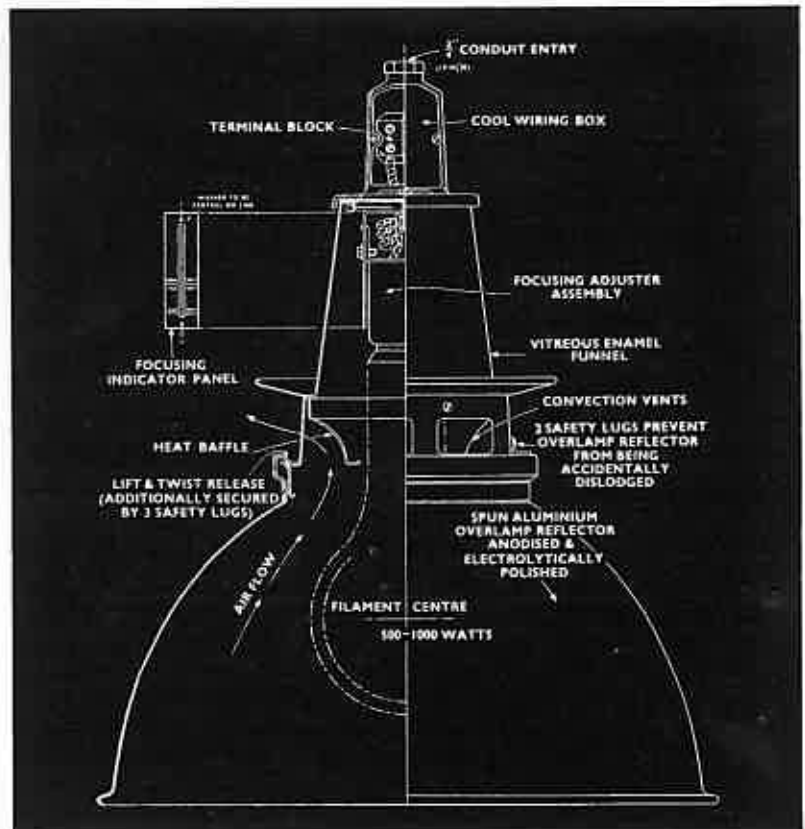 3/4" CONDUIT ENTRY
TERMINAL BLOCK
COOL WIRING BOX
FOCUSING ADJUSTER
ASSEMBLY
VITREOUS ENAMEL
FUNNEL
FOCUSING
INDICATOR PANEL
CONVECTION VENTS
HEAT BAFFLE
3 SAFETY LUGS PREVENT
OVERLAMP REFLECTOR
FROM BEING
ACCIDENTALLY
DISLODGED
LIFT & TWIST RELEASE
(ADDITIONALLY SECURED
BY 3 SAFETY LUGS)
SPUN ALUMINIUM
OVERLAMP REFLECTOR
ANODISED &
ELECTROLYTICALLY
POLISHED
AIR FLOW
FILAMENT CENTRE
500-1000 WATTS